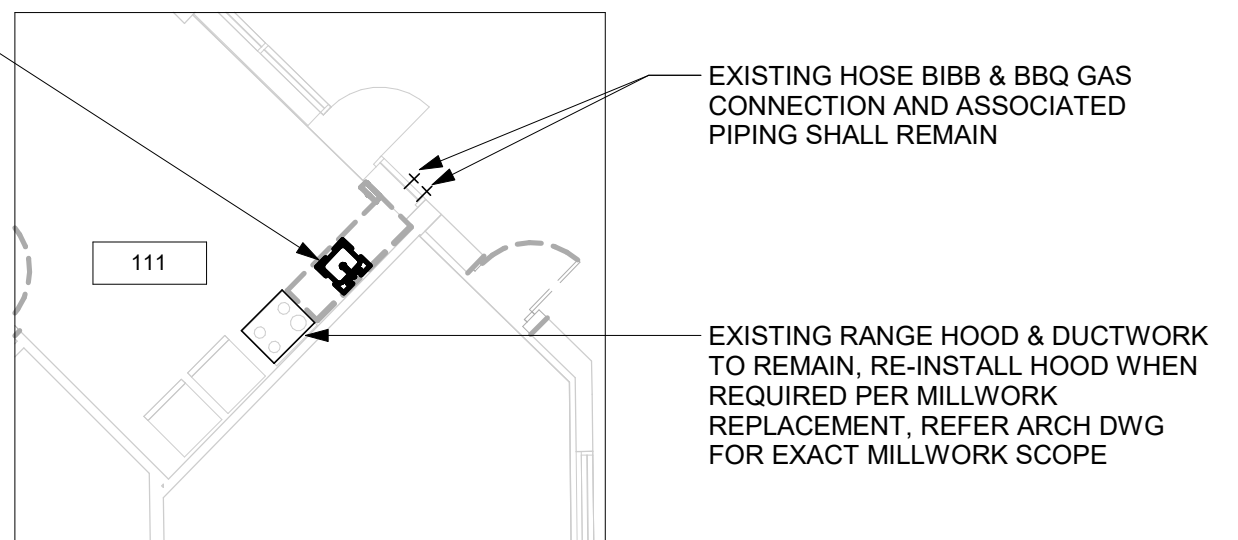 EXISTING HOSE BIBB & BBQ GAS
CONNECTION AND ASSOCIATED
PIPING SHALL REMAIN
111
EXISTING RANGE HOOD & DUCTWORK
TO REMAIN, RE-INSTALL HOOD WHEN
REQUIRED PER MILLWORK
REPLACEMENT, REFER ARCH DWG
FOR EXACT MILLWORK SCOPE